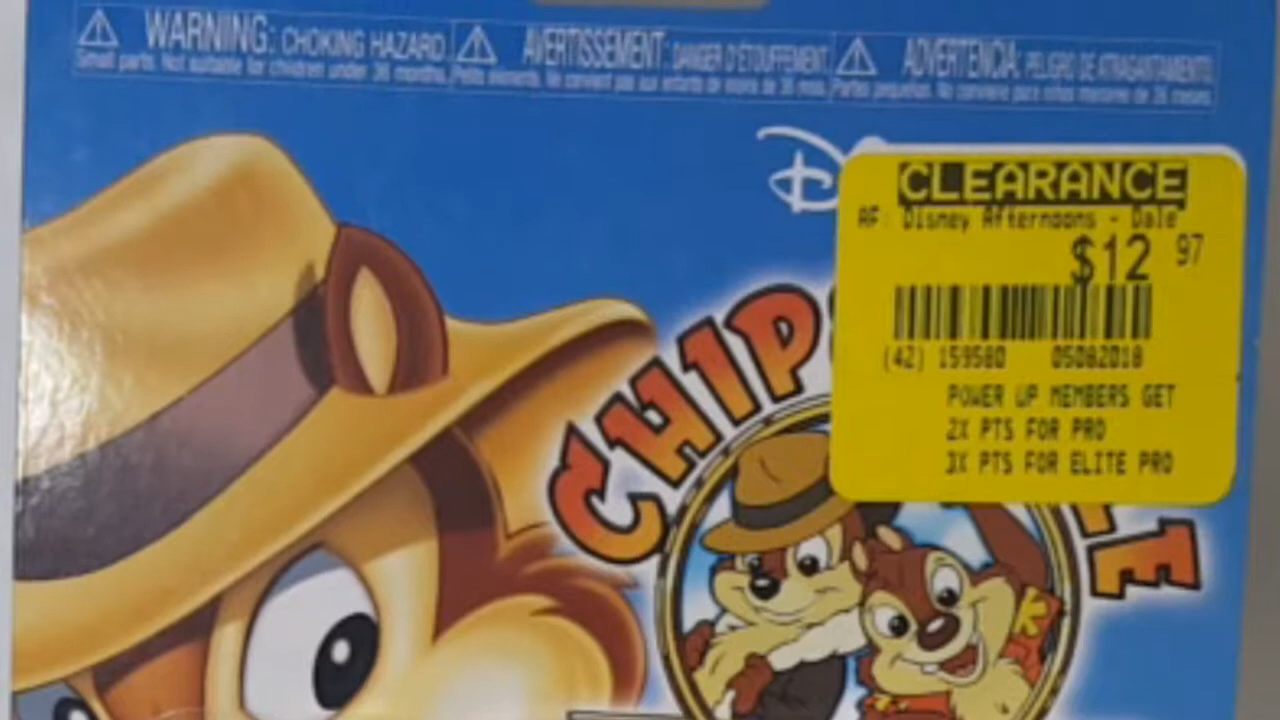 WARNING: CHOKING HAZARD.
Small parts. Not suitable for children under 36 months.
AVERTISSEMENT: DANGER D'ÉTOUFFEMENT.
Petits éléments. Ne convient pas aux enfants de moins de 36 mois.
ADVERTENCIA: PELIGRO DE ATRAGANTAMIENTO.
Partes pequeñas. No conviene para niños menores de 36 meses.
CLEARANCE
AF: Disney Afternoons - Dale
$12 97
(42) 159580 05082018
POWER UP MEMBERS GET
2X PTS FOR PRO
3X PTS FOR ELITE PRO
CHIP
LE